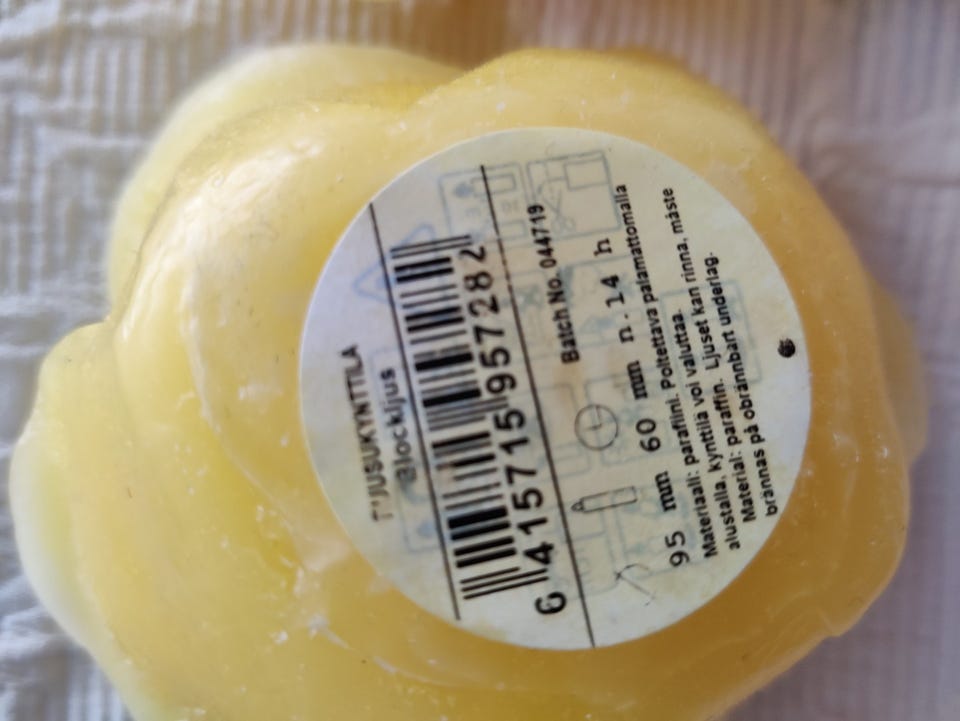 PIJUSUKYNTTILÄ
Blockljus
6 415715 957282
Batch No. 044719
95 mm 60 mm n.14 h
Materiaali: parafiini. Poltettava palamattomalla
alustalla, kynttilä voi valuttaa.
Material: paraffin. Ljuset kan rinna, måste
brännas på obrännbart underlag.